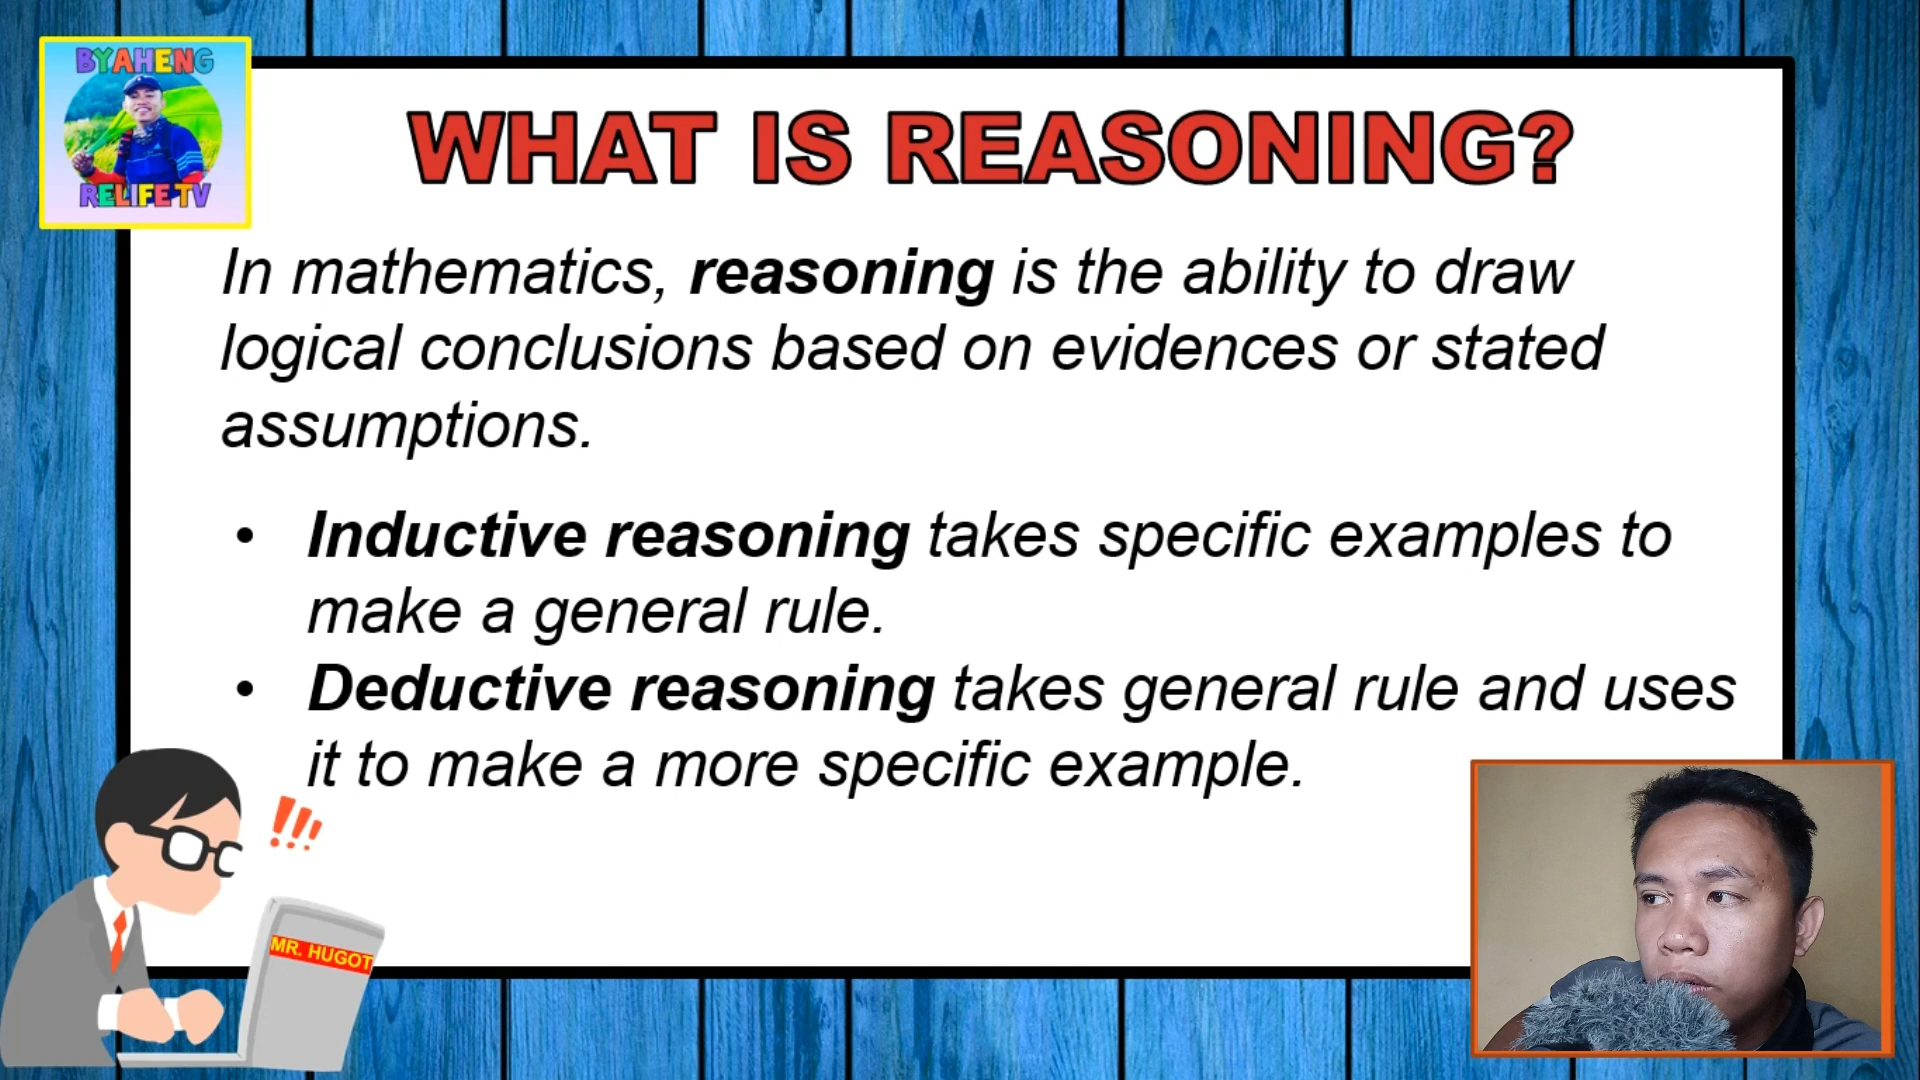 BYAHENG
RELIFE TV
WHAT IS REASONING?
In mathematics, reasoning is the ability to draw
logical conclusions based on evidences or stated
assumptions.
• Inductive reasoning takes specific examples to
make a general rule.
• Deductive reasoning takes general rule and uses
it to make a more specific example.
!!!
MR. HUGOT